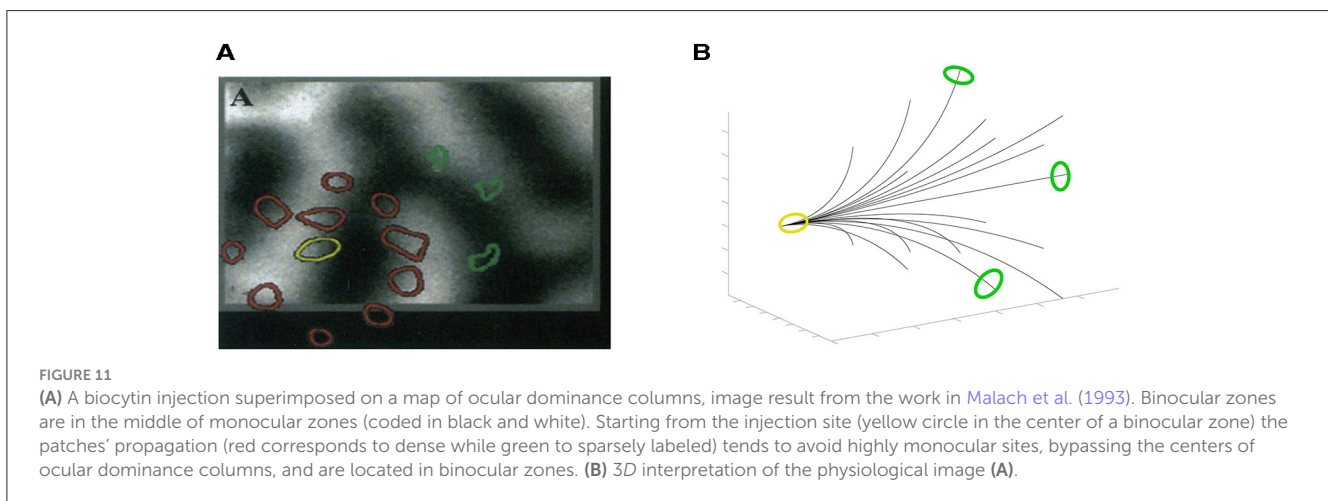 A
B
A
FIGURE 11
(A) A biocytin injection superimposed on a map of ocular dominance columns, image result from the work in Malach et al. (1993). Binocular zones
are in the middle of monocular zones (coded in black and white). Starting from the injection site (yellow circle in the center of a binocular zone) the
patches’ propagation (red corresponds to dense while green to sparsely labeled) tends to avoid highly monocular sites, bypassing the centers of
ocular dominance columns, and are located in binocular zones. (B) 3D interpretation of the physiological image (A).